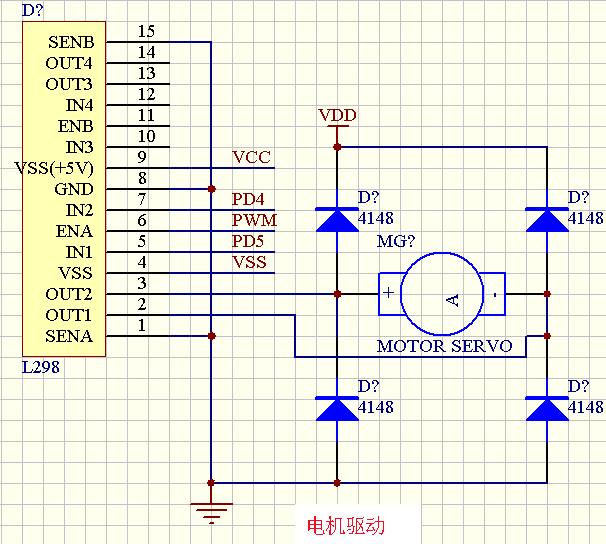 D?
SENB 15
OUT4 14
OUT3 13
IN4 12
ENB 11
IN3 10
VSS(+5V) 9 VCC
GND 8
IN2 7 PD4
ENA 6 PWM
IN1 5 PD5
VSS 4 VSS
OUT2 3
OUT1 2
SENA 1
L298
VDD
D?
4148
D?
4148
MG?
+ A -
MOTOR SERVO
D?
4148
D?
4148
电机驱动